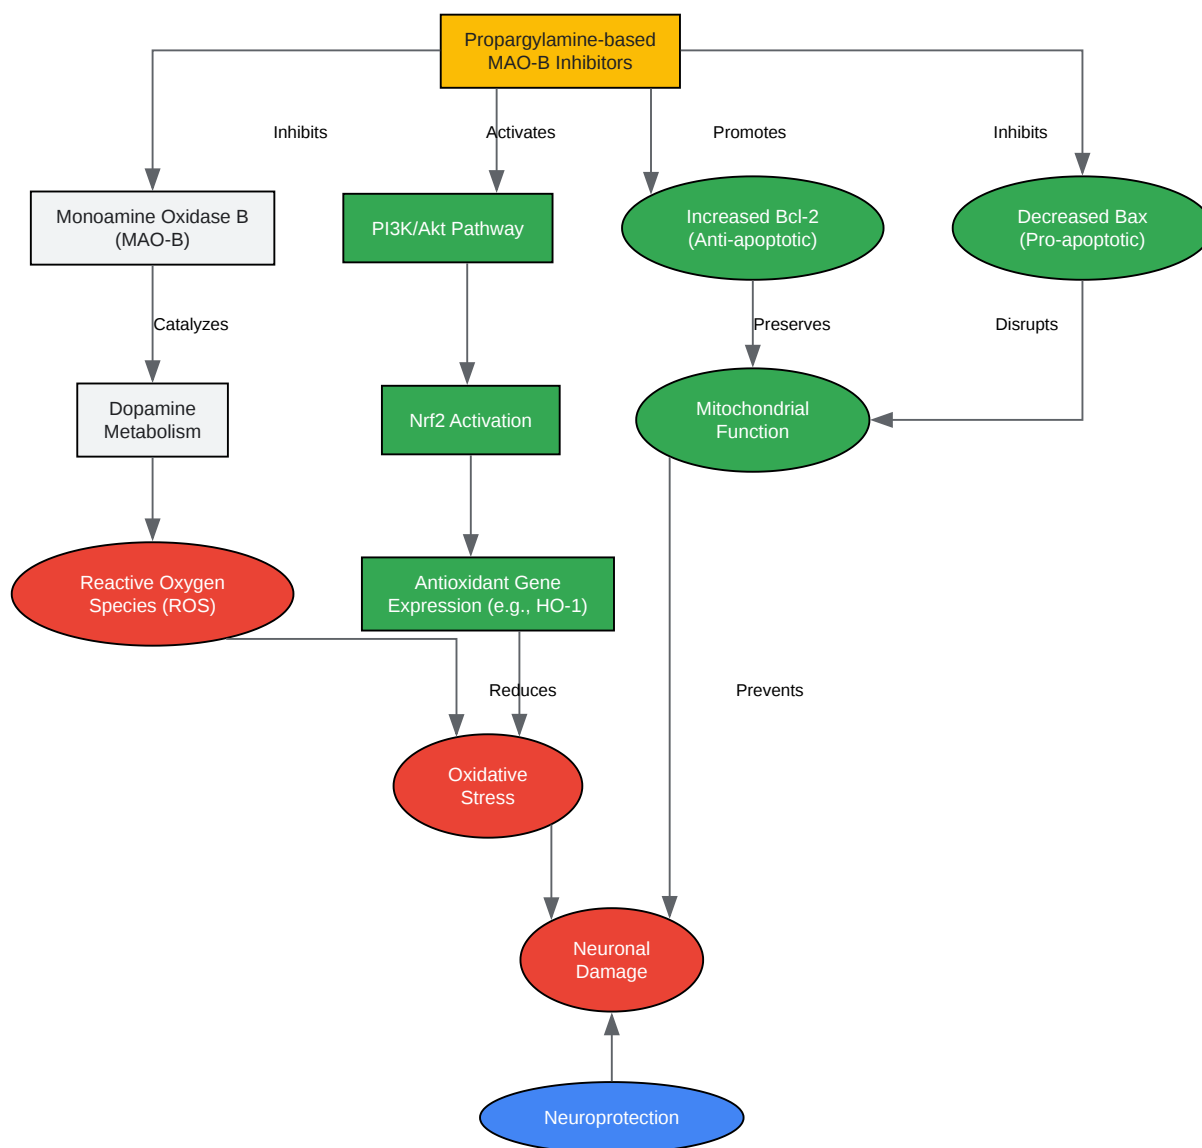 Propargylamine-based
MAO-B Inhibitors
Inhibits
Activates
Promotes
Inhibits
Monoamine Oxidase B
(MAO-B)
PI3K/Akt Pathway
Increased Bcl-2
(Anti-apoptotic)
Decreased Bax
(Pro-apoptotic)
Catalyzes
Preserves
Disrupts
Dopamine
Metabolism
Nrf2 Activation
Mitochondrial
Function
Reactive Oxygen
Species (ROS)
Antioxidant Gene
Expression (e.g., HO-1)
Reduces
Prevents
Oxidative
Stress
Neuronal
Damage
Neuroprotection